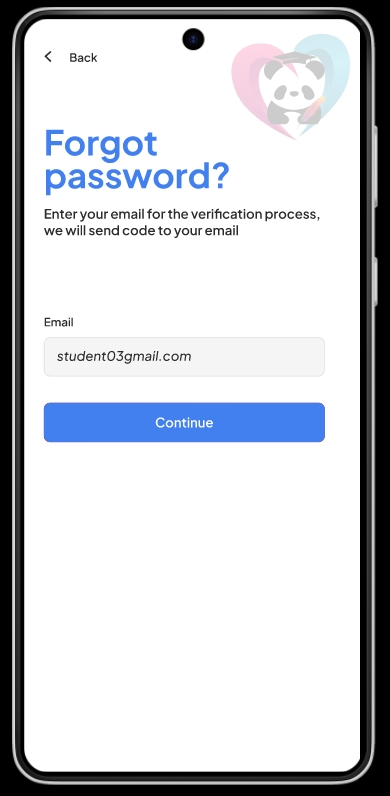 Back
Forgot
password?
Enter your email for the verification process,
we will send code to your email
Email
student03gmail.com
Continue